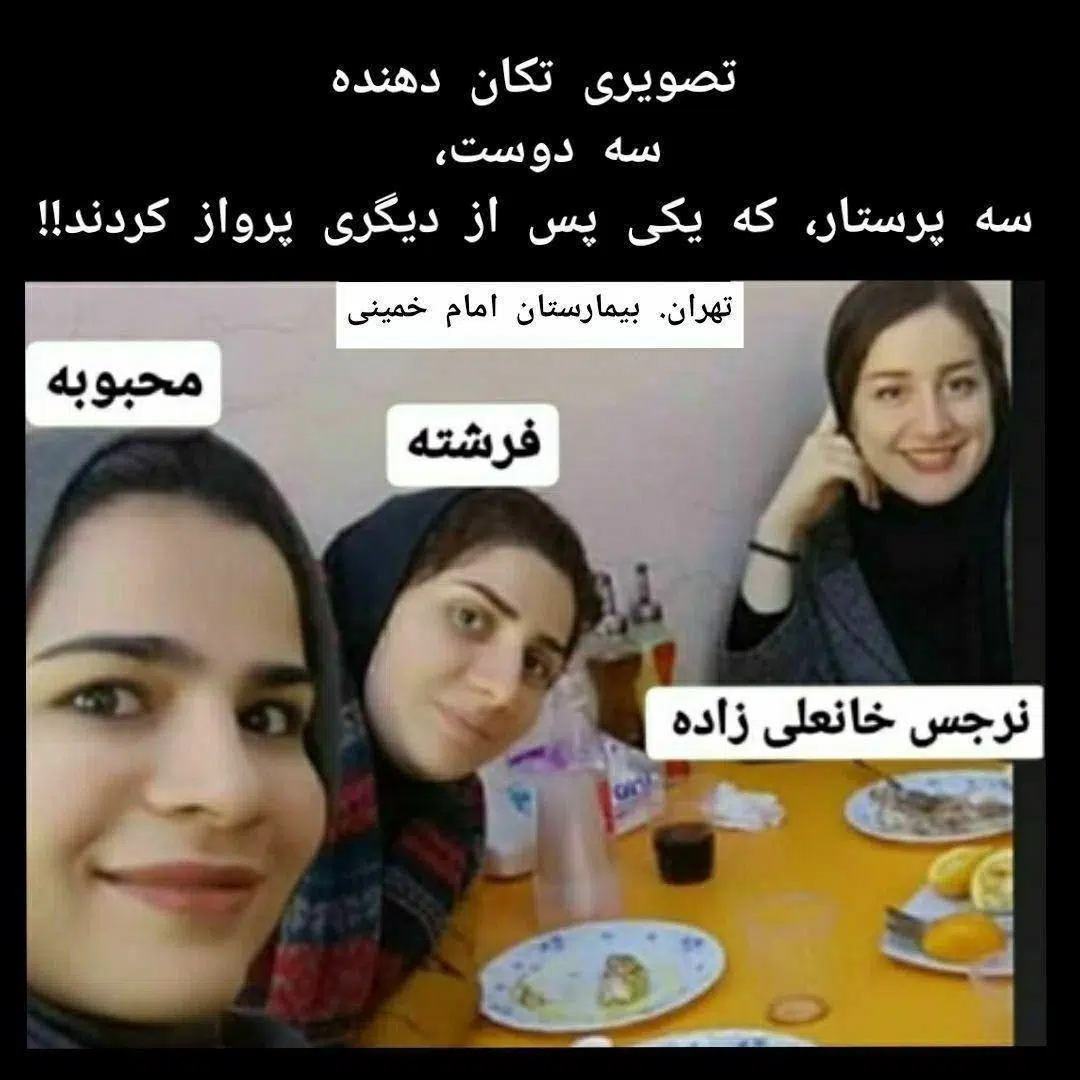 تصویری تکان دهنده
سه دوست،
سه پرستار، که یکی پس از دیگری پرواز کردند!!
تهران. بیمارستان امام خمینی
محبوبه
فرشته
نرجس خانعلی زاده